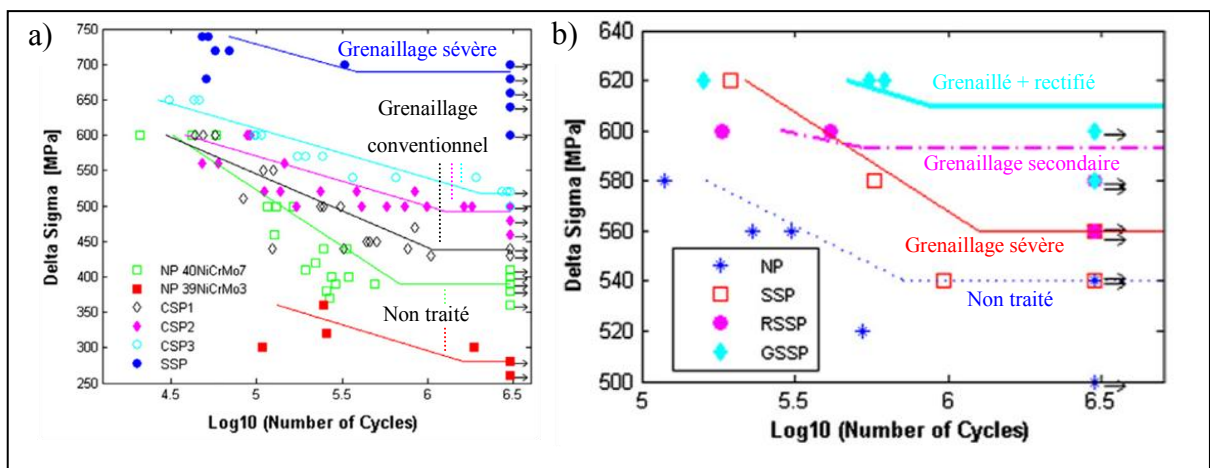 a)
750
700
650
600
550
500
450
400
350
300
250
Delta Sigma [MPa]
4.5
5
5.5
6
6.5
Log10 (Number of Cycles)
Grenaillage sévère
Grenaillage
conventionnel
Non traité
NP 40NiCrMo7
NP 39NiCrMo3
CSP1
CSP2
CSP3
SSP
b)
640
620
600
580
560
540
520
500
Delta Sigma [MPa]
5
5.5
6
6.5
Log10 (Number of Cycles)
Grenaillé + rectifié
Grenaillage secondaire
Grenaillage sévère
Non traité
NP
SSP
RSSP
GSSP